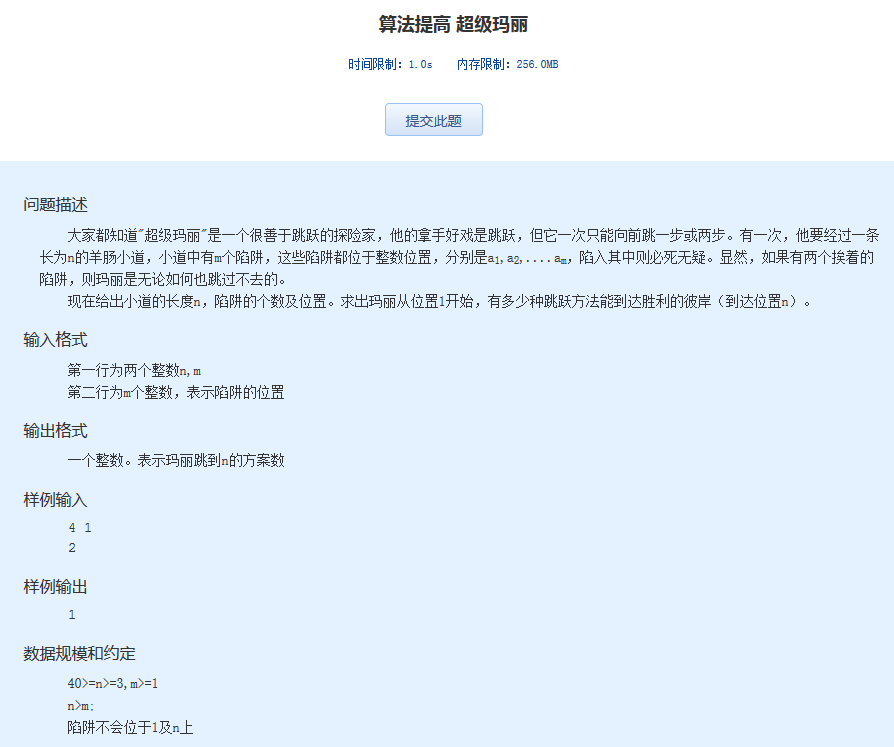 算法提高 超级玛丽
时间限制：1.0s 内存限制：256.0MB
提交此题
问题描述
大家都知道"超级玛丽"是一个很善于跳跃的探险家，他的拿手好戏是跳跃，但它一次只能向前跳一步或两步。有一次，他要经过一条
长为n的羊肠小道，小道中有m个陷阱，这些陷阱都位于整数位置，分别是a1,a2,....am，陷入其中则必死无疑。显然，如果有两个挨着的
陷阱，则玛丽是无论如何也跳过不去的。
现在给出小道的长度n，陷阱的个数及位置。求出玛丽从位置1开始，有多少种跳跃方法能到达胜利的彼岸（到达位置n）。
输入格式
第一行为两个整数n,m
第二行为m个整数，表示陷阱的位置
输出格式
一个整数。表示玛丽跳到n的方案数
样例输入
4 1
2
样例输出
1
数据规模和约定
40>=n>=3,m>=1
n>m;
陷阱不会位于1及n上